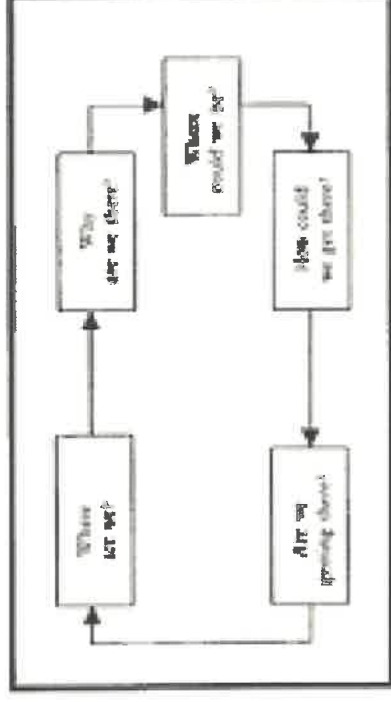 Where
are we?
Why
are we there?
Where
could we be?
How could
we get there?
Are we
getting there?